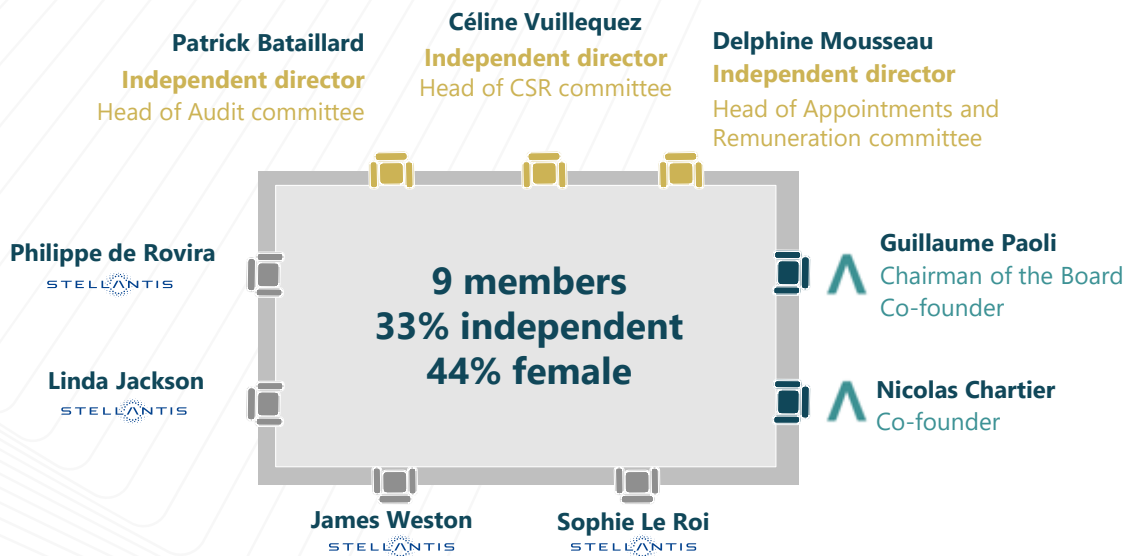 Patrick Bataillard
Independent director
Head of Audit committee
Céline Vuillequez
Independent director
Head of CSR committee
Delphine Mousseau
Independent director
Head of Appointments and
Remuneration committee
Philippe de Rovira
STELLANTIS
Linda Jackson
STELLANTIS
9 members
33% independent
44% female
Guillaume Paoli
Chairman of the Board
Co-founder
Nicolas Chartier
Co-founder
James Weston
STELLANTIS
Sophie Le Roi
STELLANTIS